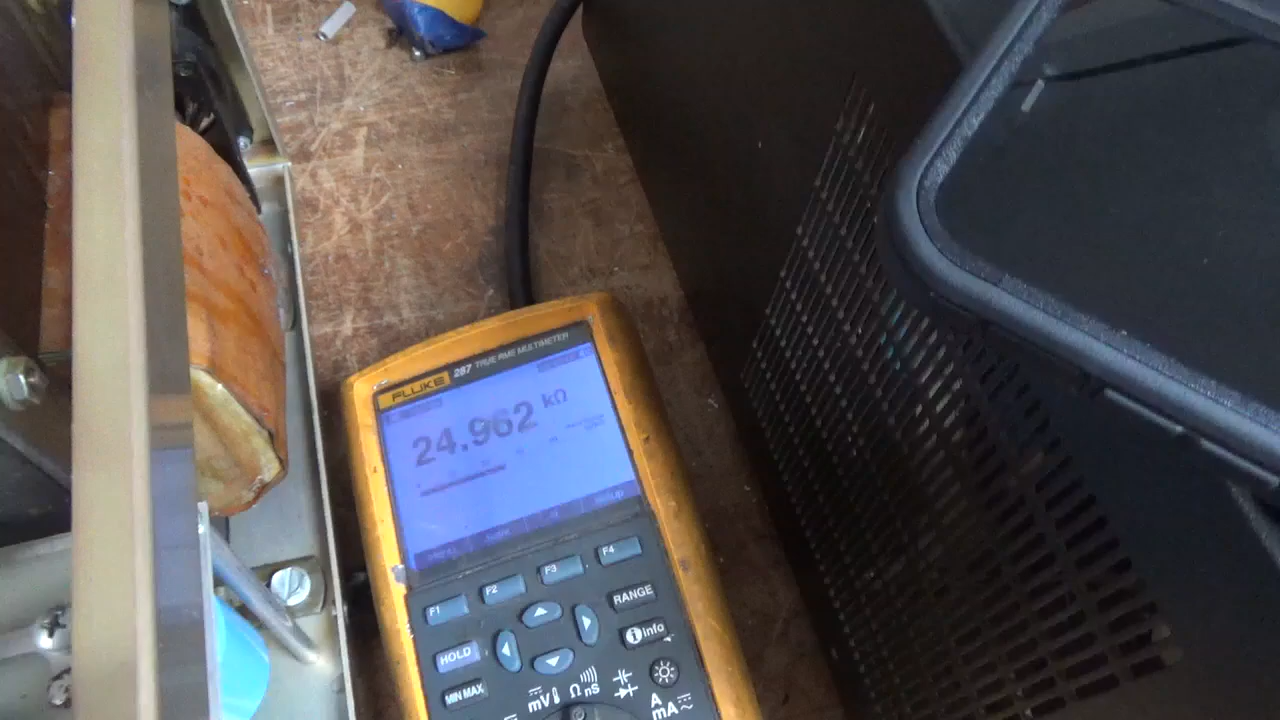 FLUKE 287 TRUE RMS MULTIMETER
24.962 kΩ
F1 F2 F3 F4
RANGE
HOLD
i Info
MIN MAX
mV Ω nS
A
mA